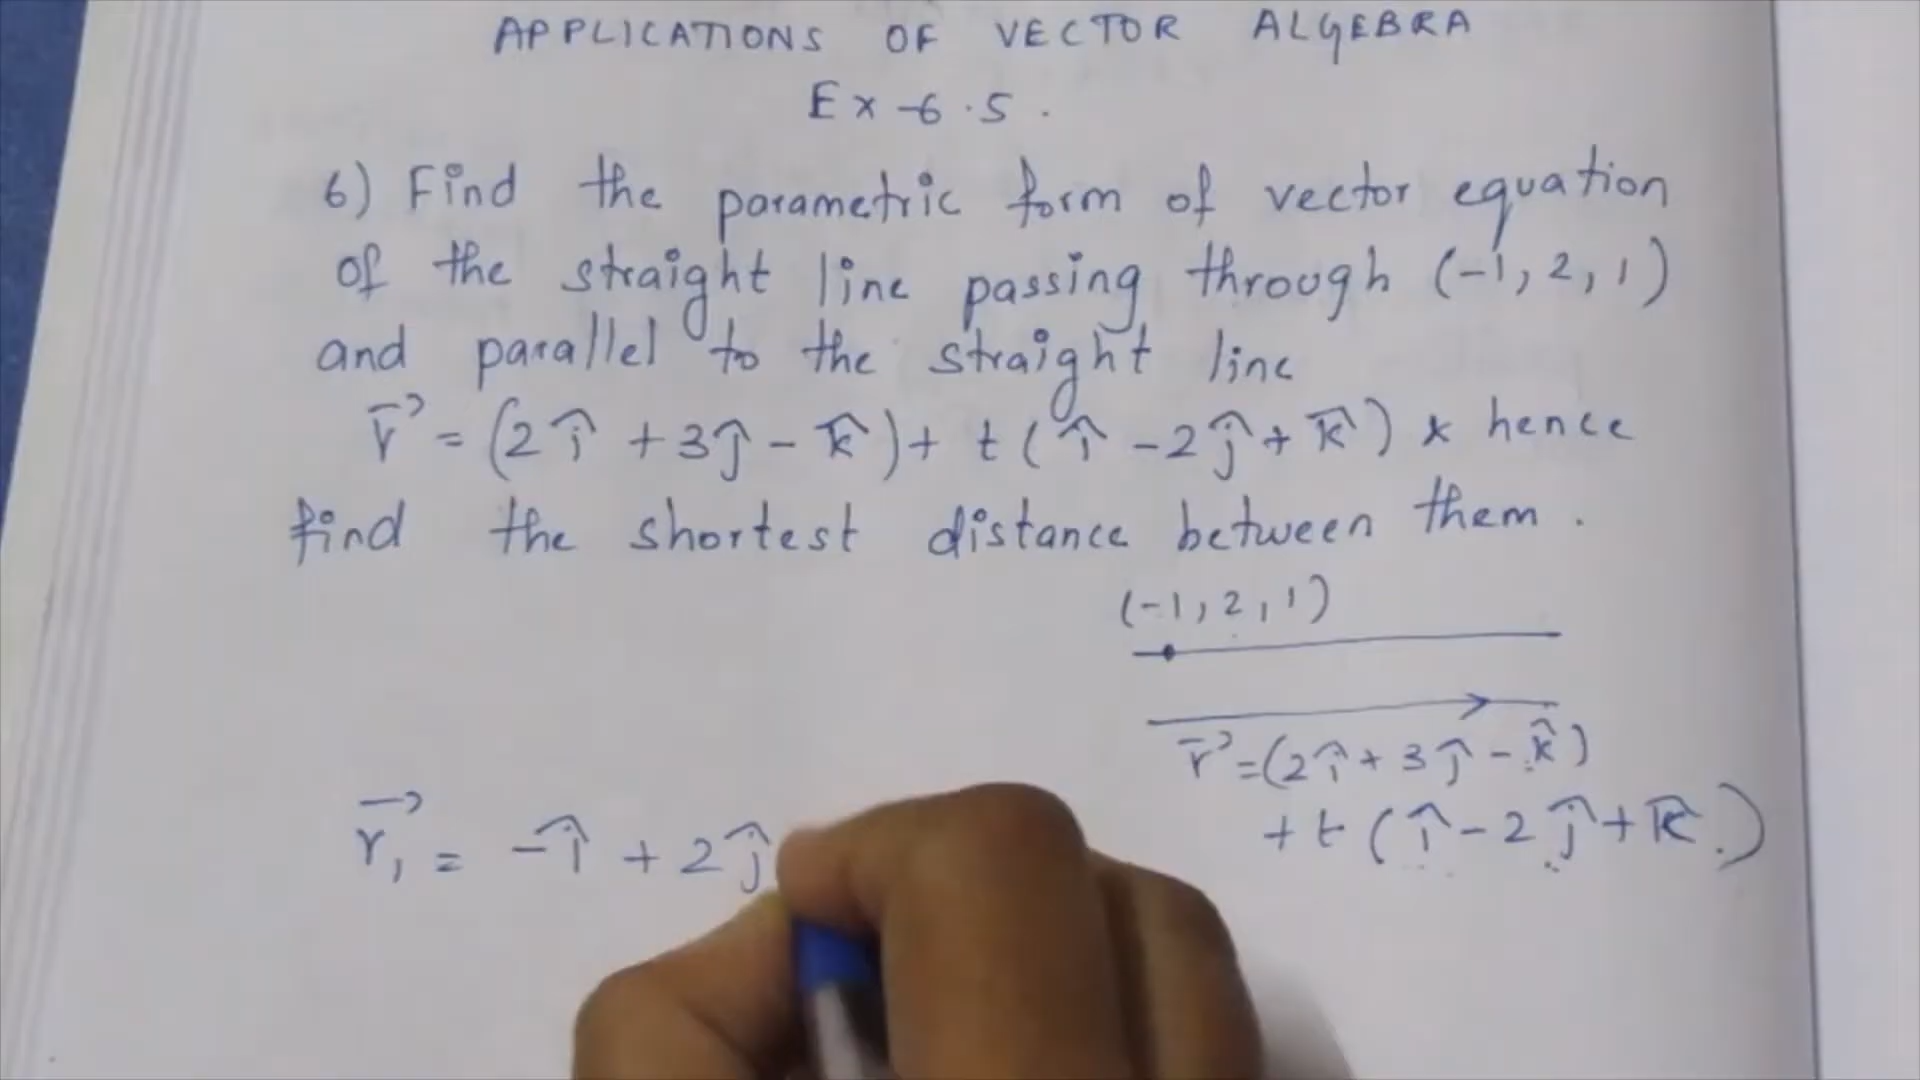 APPLICATIONS OF VECTOR ALGEBRA
Ex-6.5.
6) Find the parametric form of vector equation
of the straight line passing through (-1, 2, 1)
and parallel to the straight line
r⃗ = (2î + 3ĵ - k̂) + t(î - 2ĵ + k̂) x hence
find the shortest distance between them.
(-1, 2, 1)
r⃗ = (2î + 3ĵ - k̂)
+ t(î - 2ĵ + k̂)
r⃗₁ = -î + 2ĵ